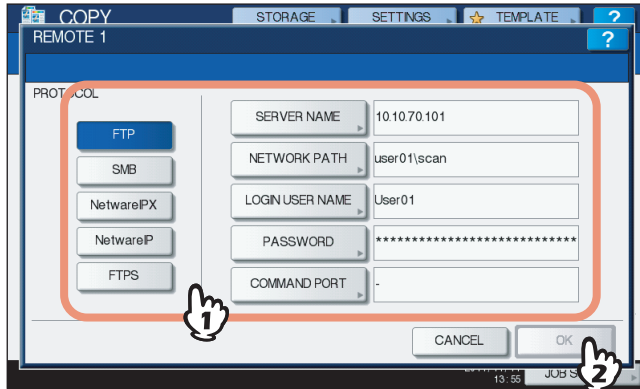 COPY
STORAGE
SETTINGS
TEMPLATE
?
REMOTE 1
?
PROTOCOL
FTP
SMB
NetwareIPX
NetwareIP
FTPS
SERVER NAME
10.10.70.101
NETWORK PATH
user01\scan
LOGIN USER NAME
User01
PASSWORD
****************************
COMMAND PORT
-
1
CANCEL
OK
2
13:55
JOB S